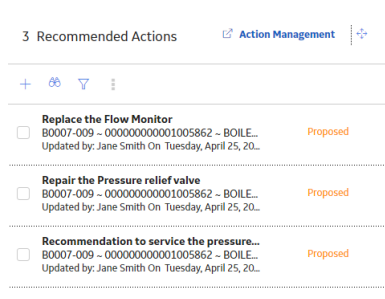 3 Recommended Actions
Action Management
Replace the Flow Monitor
B0007-009 ~ 000000000001005862 ~ BOILE...
Proposed
Updated by: Jane Smith On Tuesday, April 25, 20...
Repair the Pressure relief valve
B0007-009 ~ 000000000001005862 ~ BOILE...
Proposed
Updated by: Jane Smith On Tuesday, April 25, 20...
Recommendation to service the pressure...
B0007-009 ~ 000000000001005862 ~ BOILE...
Proposed
Updated by: Jane Smith On Tuesday, April 25, 20...